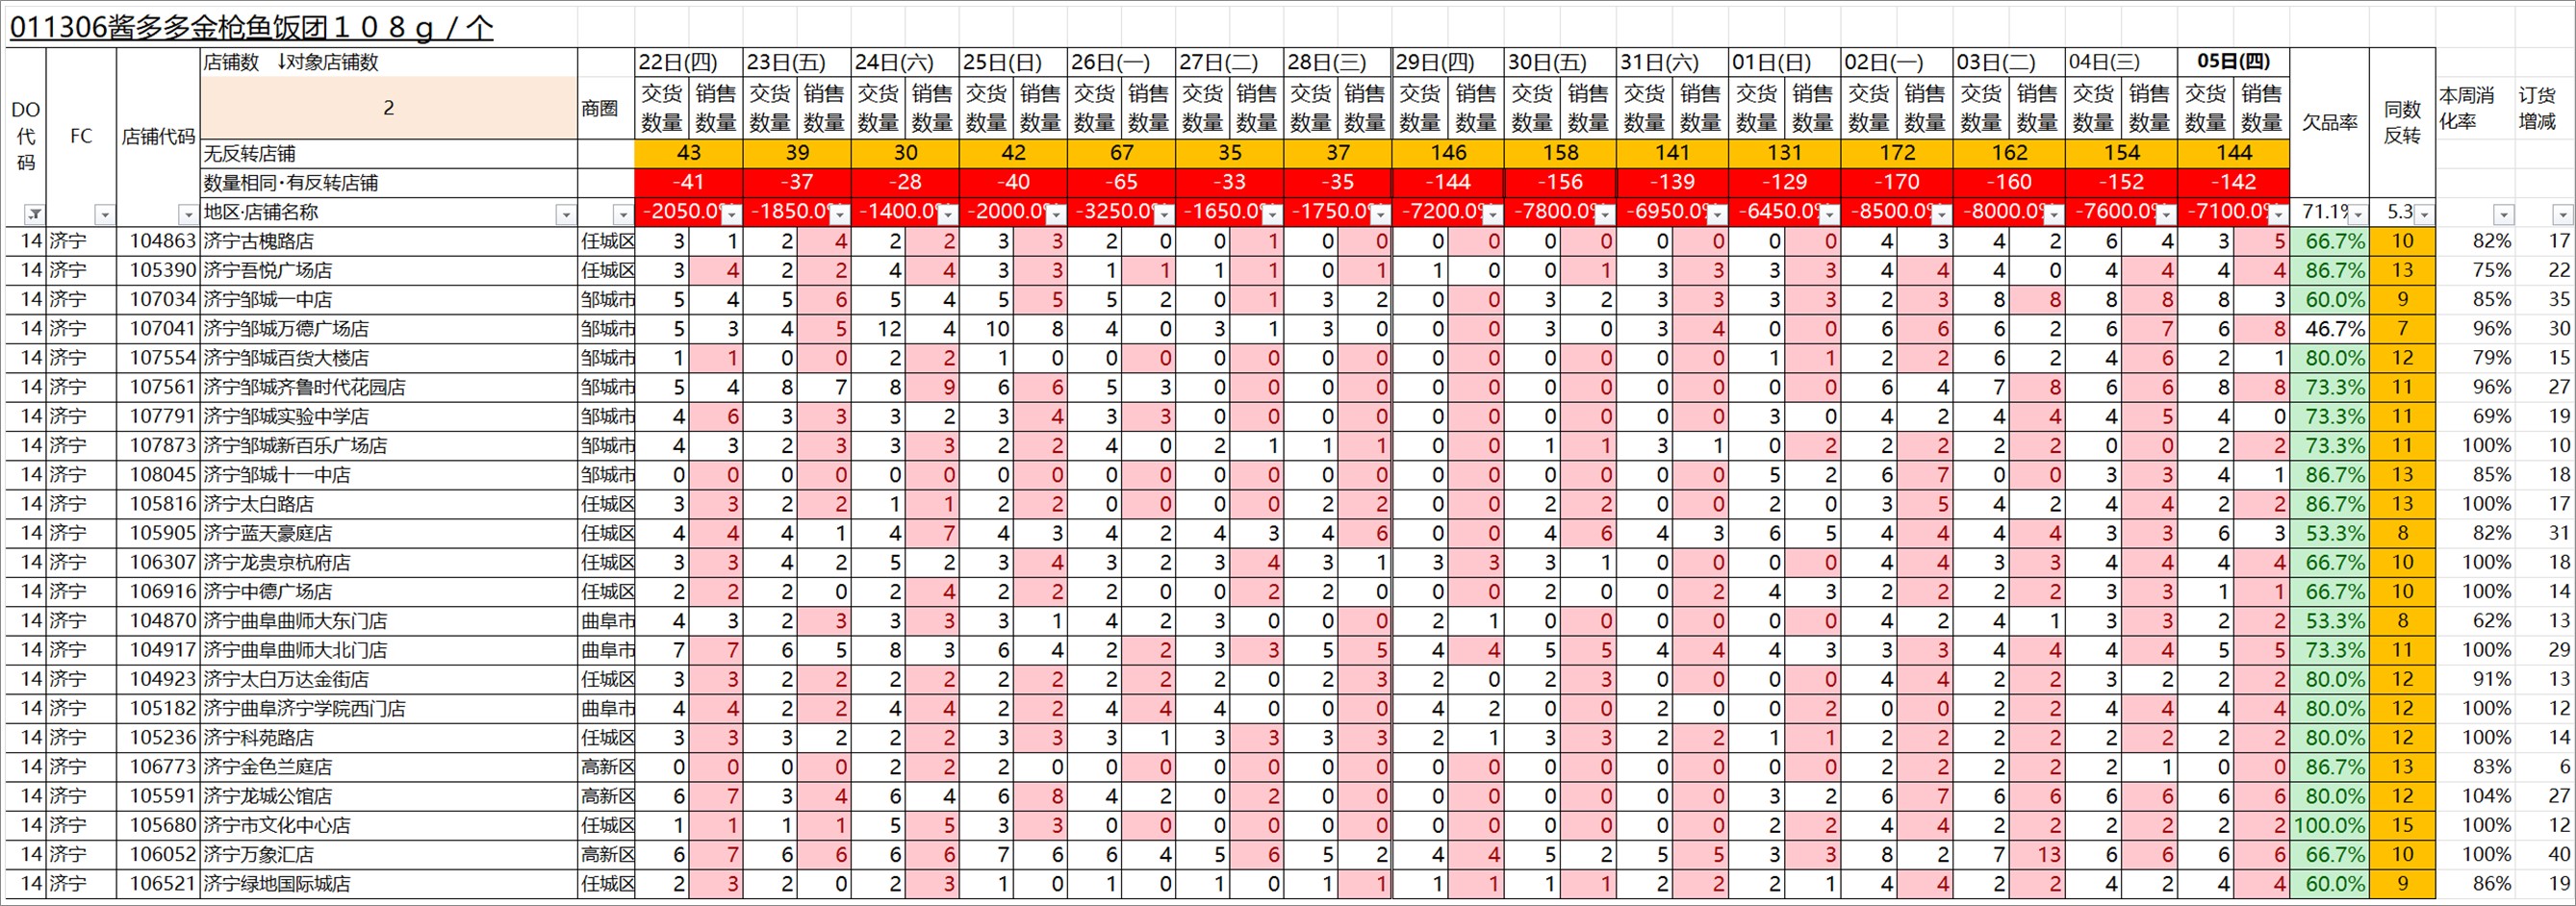 011306酱多多金枪鱼饭团１０８ｇ/个
DO代码 FC 店铺代码 店铺数 ↓对象店铺数 商圈 22日(四) 23日(五) 24日(六) 25日(日) 26日(一) 27日(二) 28日(三) 29日(四) 30日(五) 31日(六) 01日(日) 02日(一) 03日(二) 04日(三) 05日(四) 欠品率 同数反转 本周消化率 订货增减
2 交货数量 销售数量 交货数量 销售数量 交货数量 销售数量 交货数量 销售数量 交货数量 销售数量 交货数量 销售数量 交货数量 销售数量 交货数量 销售数量 交货数量 销售数量 交货数量 销售数量 交货数量 销售数量 交货数量 销售数量 交货数量 销售数量 交货数量 销售数量 交货数量 销售数量
无反转店铺 43 39 30 42 67 35 37 146 158 141 131 172 162 154 144
数量相同·有反转店铺 -41 -37 -28 -40 -65 -33 -35 -144 -156 -139 -129 -170 -160 -152 -142
地区·店铺名称 -2050.0% -1850.0% -1400.0% -2000.0% -3250.0% -1650.0% -1750.0% -7200.0% -7800.0% -6950.0% -6450.0% -8500.0% -8000.0% -7600.0% -7100.0% 71.1% 5.3
14 济宁 104863 济宁古槐路店 任城区 3 1 2 4 2 2 3 3 2 0 0 1 0 0 0 0 0 0 0 0 0 0 4 3 4 2 6 4 3 5 66.7% 10 82% 17
14 济宁 105390 济宁吾悦广场店 任城区 3 4 2 2 4 4 3 3 1 1 1 1 0 1 1 0 0 1 3 3 3 3 4 4 4 0 4 4 4 4 86.7% 13 75% 22
14 济宁 107034 济宁邹城一中店 邹城市 5 4 5 6 5 4 5 5 5 2 0 1 3 2 0 0 3 2 3 3 3 3 2 3 8 8 8 8 8 3 60.0% 9 85% 35
14 济宁 107041 济宁邹城万德广场店 邹城市 5 3 4 5 12 4 10 8 4 0 3 1 3 0 0 0 3 0 3 4 0 0 6 6 6 2 6 7 6 8 46.7% 7 96% 30
14 济宁 107554 济宁邹城百货大楼店 邹城市 1 1 0 0 2 2 1 0 0 0 0 0 0 0 0 0 0 0 0 0 1 1 2 2 6 2 4 6 2 1 80.0% 12 79% 15
14 济宁 107561 济宁邹城齐鲁时代花园店 邹城市 5 4 8 7 8 9 6 6 5 3 0 0 0 0 0 0 0 0 0 0 0 0 6 4 7 8 6 6 8 8 73.3% 11 96% 27
14 济宁 107791 济宁邹城实验中学店 邹城市 4 6 3 3 3 2 3 4 3 3 0 0 0 0 0 0 0 0 0 0 3 0 4 2 4 4 4 5 4 0 73.3% 11 69% 19
14 济宁 107873 济宁邹城新百乐广场店 邹城市 4 3 2 3 3 3 2 2 4 0 2 1 1 1 0 0 1 1 3 1 0 2 2 2 2 2 0 0 2 2 73.3% 11 100% 10
14 济宁 108045 济宁邹城十一中店 邹城市 0 0 0 0 0 0 0 0 0 0 0 0 0 0 0 0 0 0 0 0 5 2 6 7 0 0 3 3 4 1 86.7% 13 85% 18
14 济宁 105816 济宁太白路店 任城区 3 3 2 2 1 1 2 2 0 0 0 0 2 2 0 0 2 2 0 0 2 0 3 5 4 2 4 4 2 2 86.7% 13 100% 17
14 济宁 105905 济宁蓝天豪庭店 任城区 4 4 4 1 4 7 4 3 4 2 4 3 4 6 0 0 4 6 4 3 6 5 4 4 4 4 3 3 6 3 53.3% 8 82% 31
14 济宁 106307 济宁龙贵京杭府店 任城区 3 3 4 2 5 2 3 4 3 2 3 4 3 1 3 3 3 1 0 0 0 0 4 4 3 3 4 4 4 4 66.7% 10 100% 18
14 济宁 106916 济宁中德广场店 任城区 2 2 2 0 2 4 2 2 2 0 0 2 2 0 0 0 2 0 0 2 4 3 2 2 2 2 3 3 1 1 66.7% 10 100% 14
14 济宁 104870 济宁曲阜曲师大东门店 曲阜市 4 3 2 3 3 3 3 1 4 2 3 0 0 0 2 1 0 0 0 0 0 0 4 2 4 1 3 3 2 2 53.3% 8 62% 13
14 济宁 104917 济宁曲阜曲师大北门店 曲阜市 7 7 6 5 8 3 6 4 2 2 3 3 5 5 4 4 5 5 4 4 4 3 3 3 4 4 4 4 5 5 73.3% 11 100% 29
14 济宁 104923 济宁太白万达金街店 任城区 3 3 2 2 2 2 2 2 2 2 2 0 2 3 2 0 2 3 0 0 0 0 4 4 2 2 3 2 2 2 80.0% 12 91% 13
14 济宁 105182 济宁曲阜济宁学院西门店 曲阜市 4 4 2 2 4 4 2 2 4 4 4 0 0 0 4 2 0 0 2 0 0 2 0 0 2 2 4 4 4 4 80.0% 12 100% 12
14 济宁 105236 济宁科苑路店 任城区 3 3 3 2 2 2 3 3 3 1 3 3 3 3 2 1 3 3 2 2 1 1 2 2 2 2 2 2 2 2 80.0% 12 100% 14
14 济宁 106773 济宁金色兰庭店 高新区 0 0 0 0 2 2 2 0 0 0 0 0 0 0 0 0 0 0 0 0 0 0 2 2 2 2 2 1 0 0 86.7% 13 83% 6
14 济宁 105591 济宁龙城公馆店 高新区 6 7 3 4 6 4 6 8 4 2 0 2 0 0 0 0 0 0 0 0 3 2 6 7 6 6 6 6 6 6 80.0% 12 104% 27
14 济宁 105680 济宁市文化中心店 任城区 1 1 1 1 5 5 3 3 0 0 0 0 0 0 0 0 0 0 0 0 2 2 4 4 2 2 2 2 2 2 100.0% 15 100% 12
14 济宁 106052 济宁万象汇店 高新区 6 7 6 6 6 6 7 6 6 4 5 6 5 2 4 4 5 2 5 5 3 3 8 2 7 13 6 6 6 6 66.7% 10 100% 40
14 济宁 106521 济宁绿地国际城店 任城区 2 3 2 0 2 3 1 0 1 0 1 0 1 1 1 1 1 1 2 2 2 1 4 4 2 2 4 2 4 4 60.0% 9 86% 19